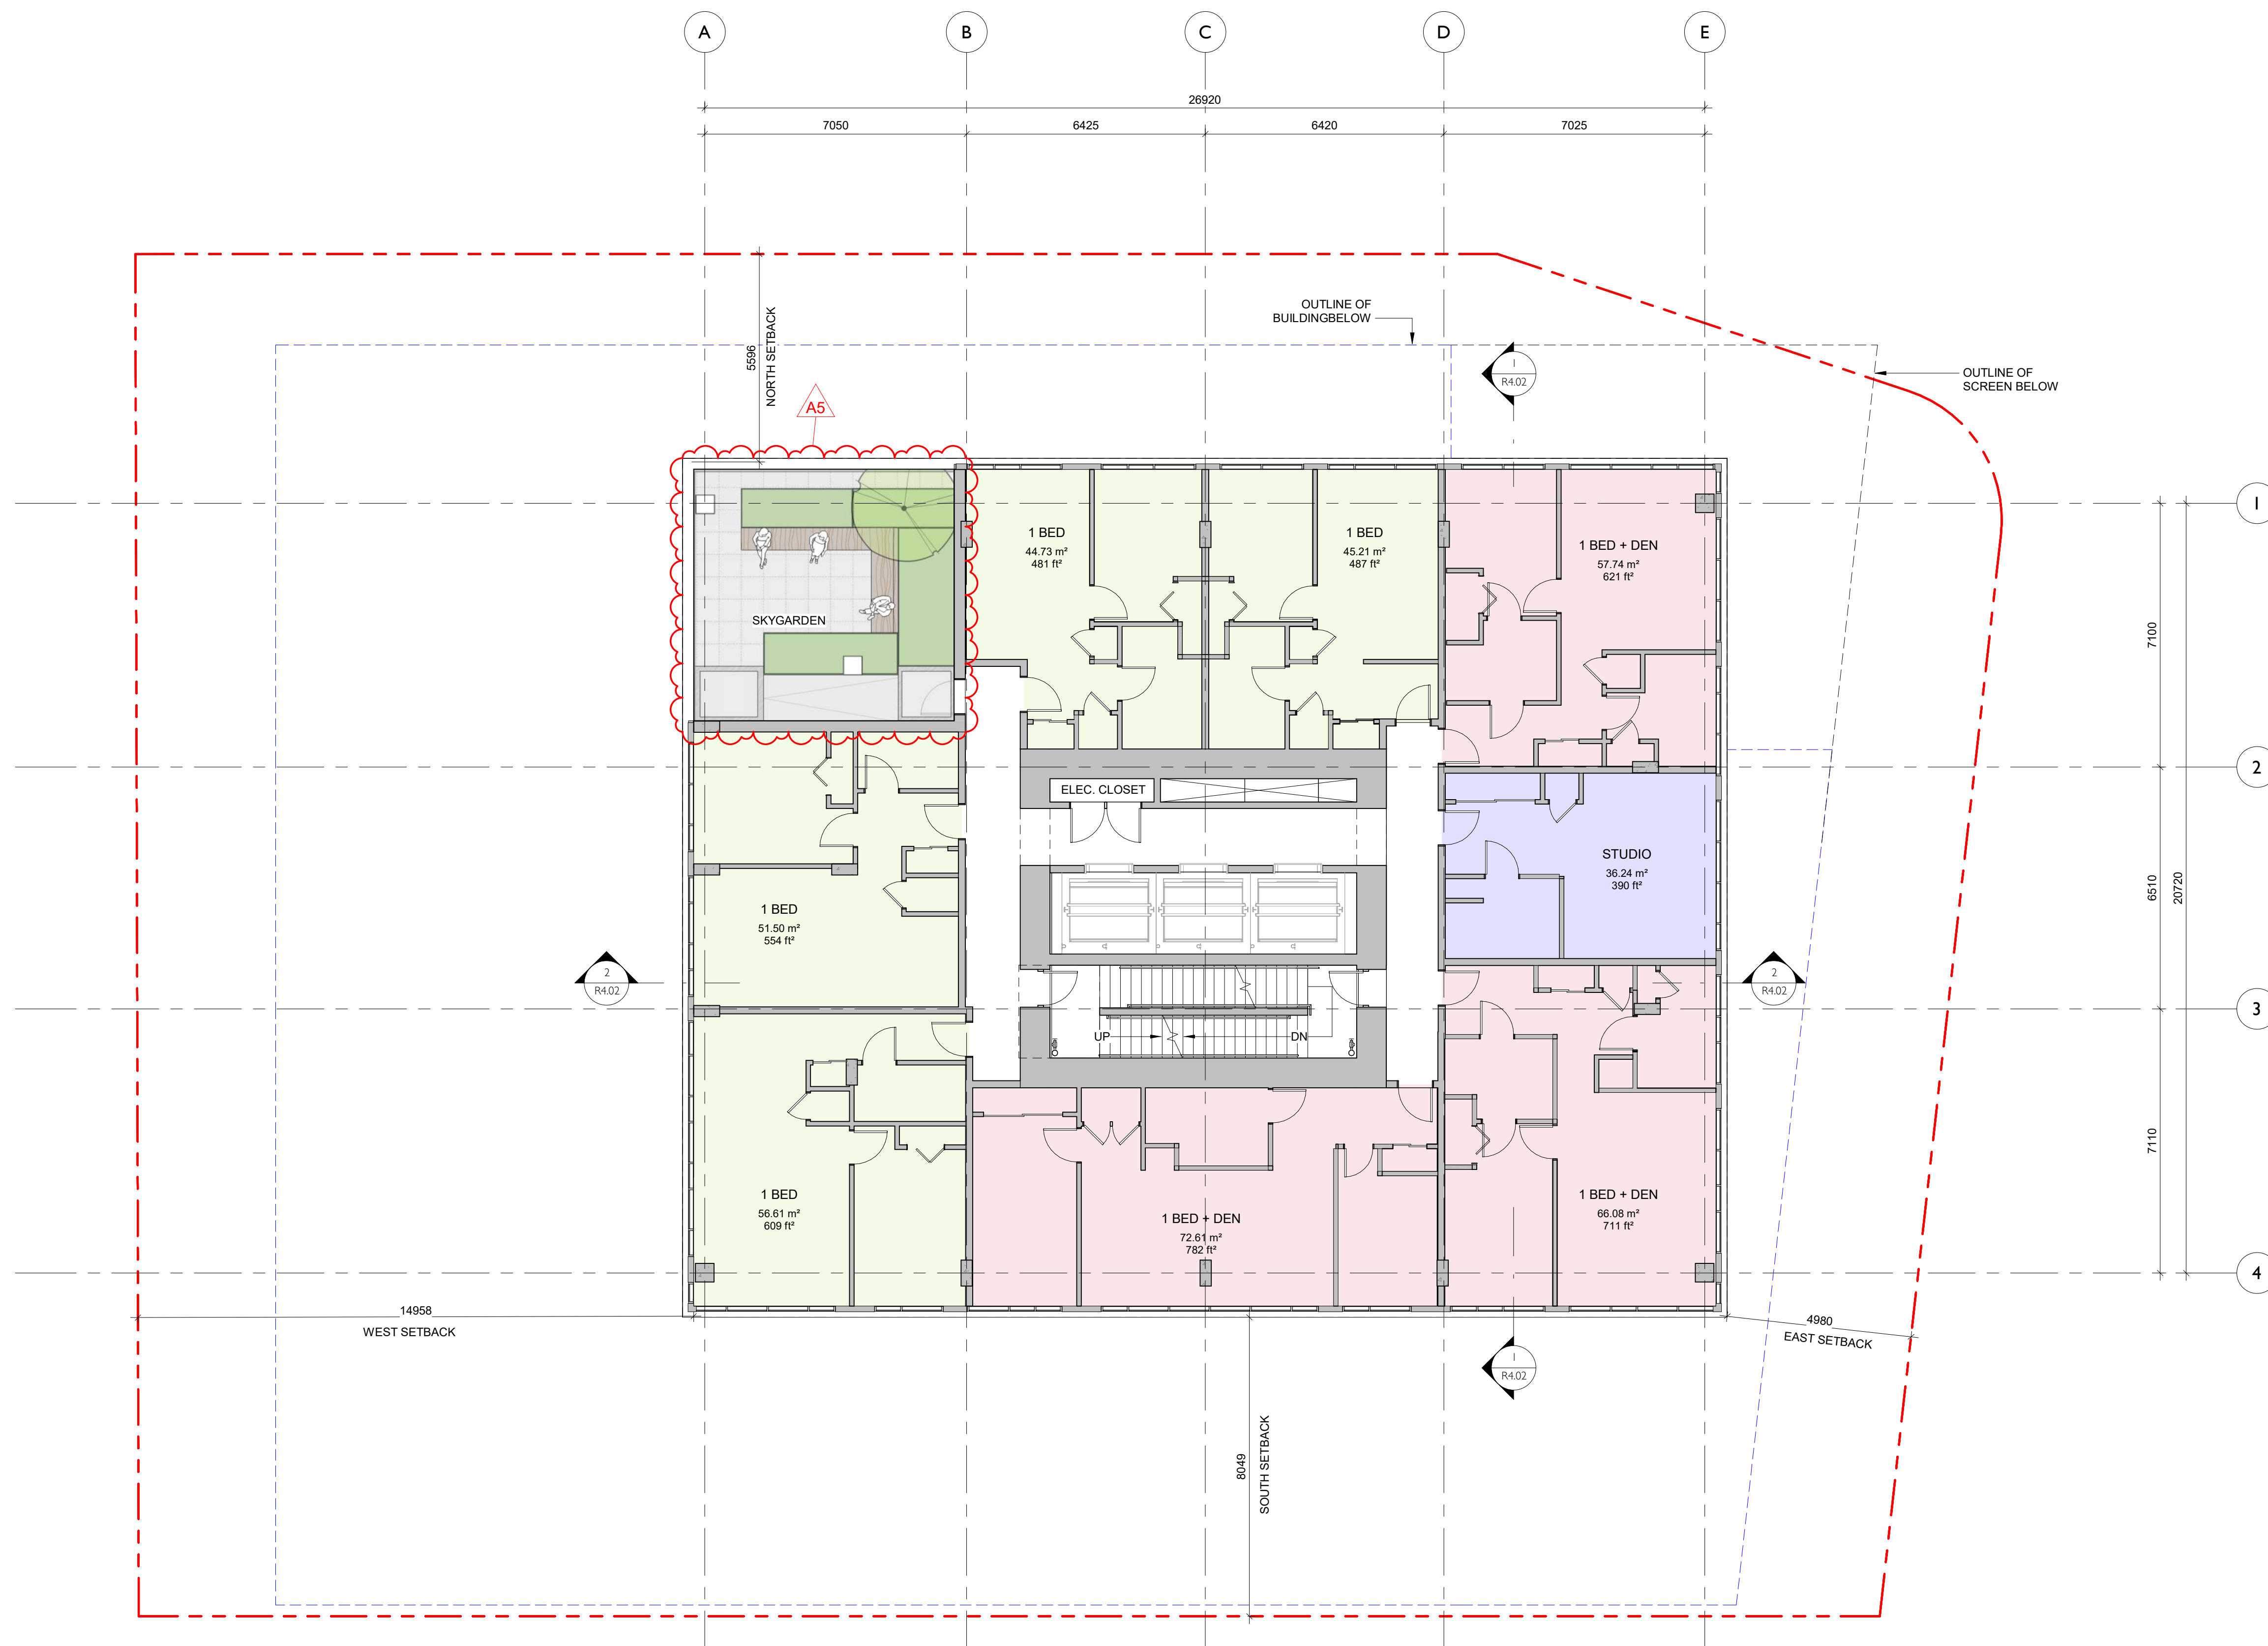 A
B
C
D
E
26920
7050
6425
6420
7025
5596
NORTH SETBACK
OUTLINE OF
BUILDINGBELOW
1
R4.02
OUTLINE OF
SCREEN BELOW
A5
1
1 BED
44.73 m²
481 ft²
1 BED
45.21 m²
487 ft²
1 BED + DEN
57.74 m²
621 ft²
SKYGARDEN
7100
2
ELEC. CLOSET
STUDIO
36.24 m²
390 ft²
6510
20720
1 BED
51.50 m²
554 ft²
2
R4.02
2
R4.02
3
UP
DN
7110
1 BED
56.61 m²
609 ft²
1 BED + DEN
72.61 m²
782 ft²
1 BED + DEN
66.08 m²
711 ft²
4
14958
WEST SETBACK
4980
EAST SETBACK
1
R4.02
8049
SOUTH SETBACK